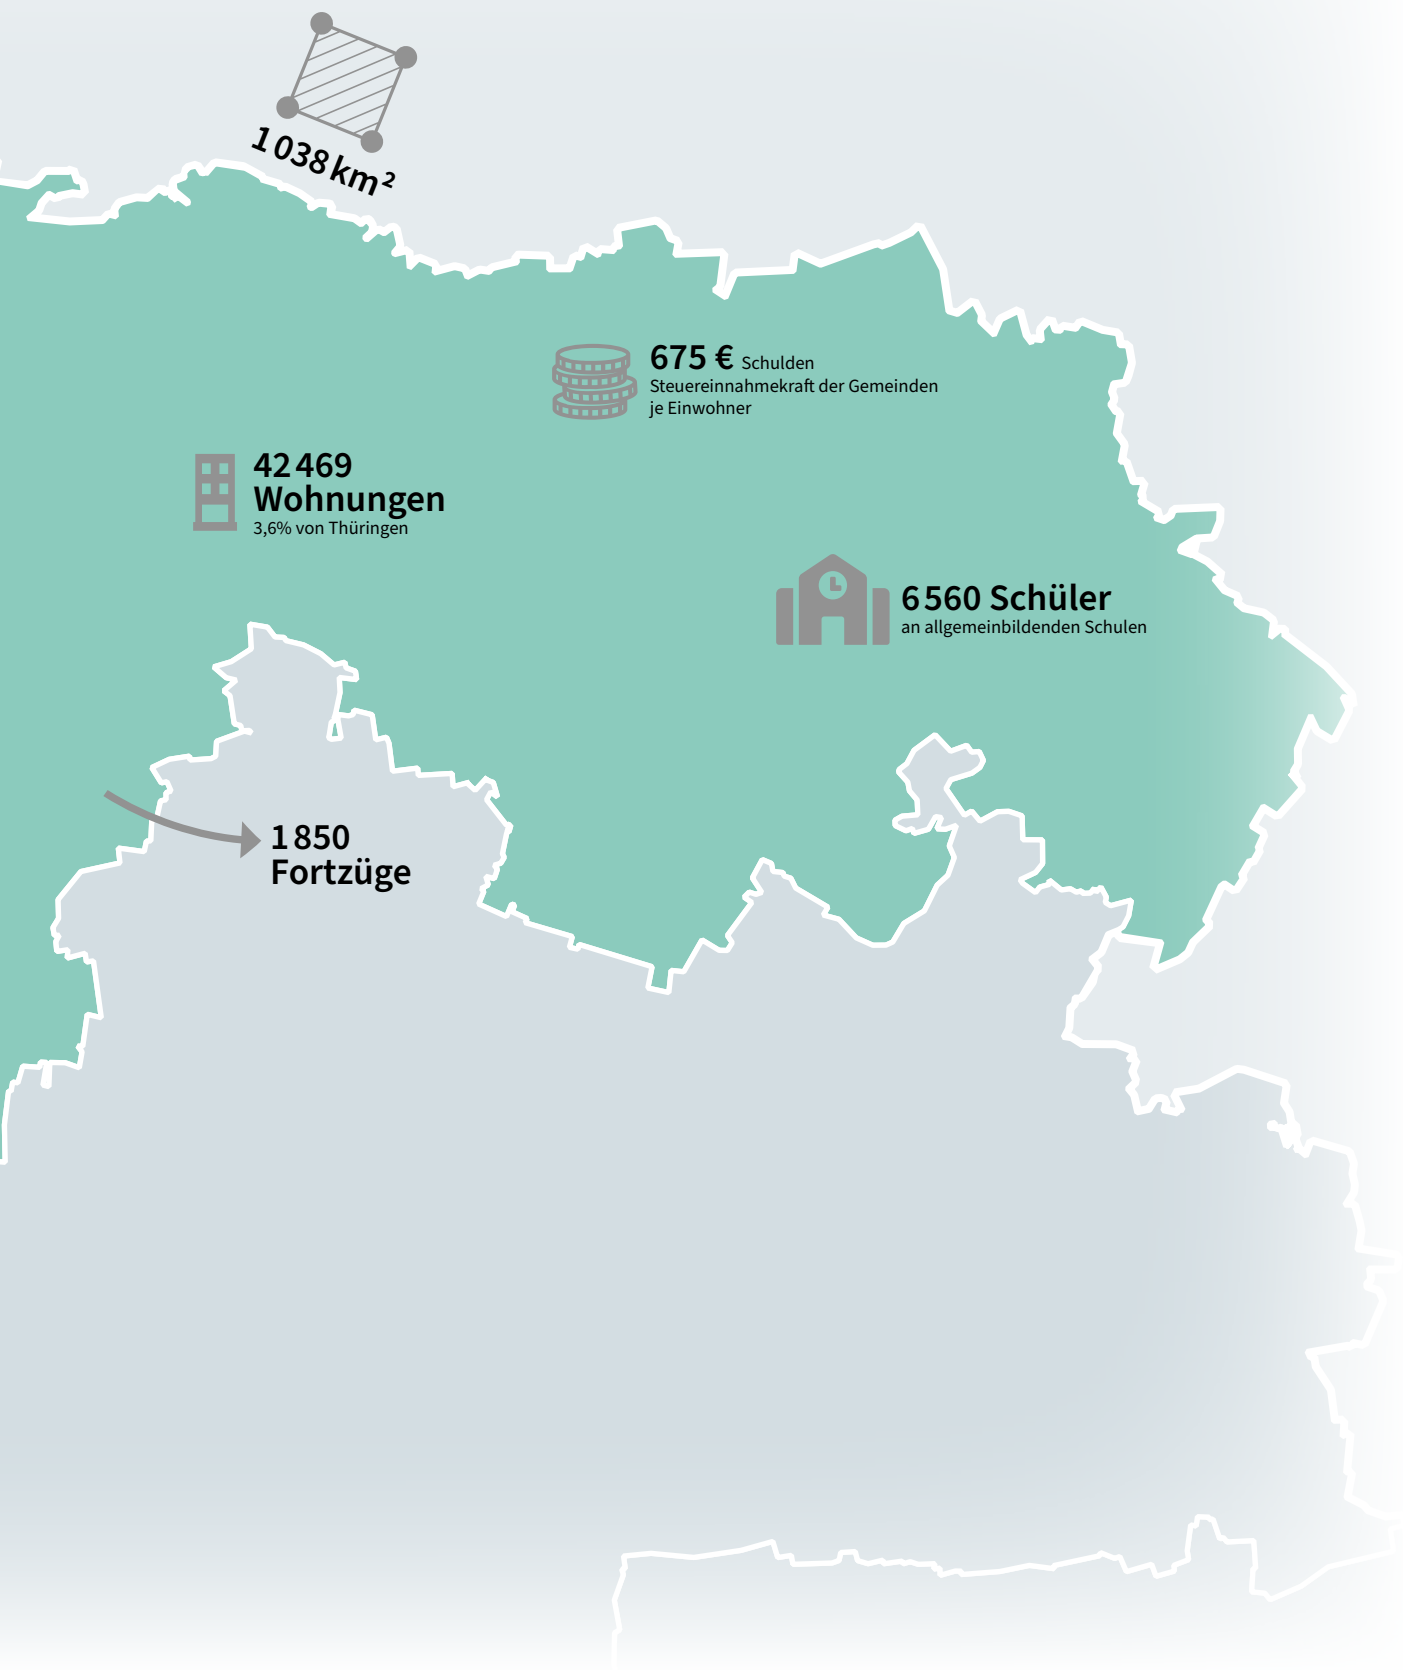 1 038 km²
675 € Schulden
Steuereinnahmekraft der Gemeinden
je Einwohner
42 469
Wohnungen
3,6% von Thüringen
6 560 Schüler
an allgemeinbildenden Schulen
1 850
Fortzüge